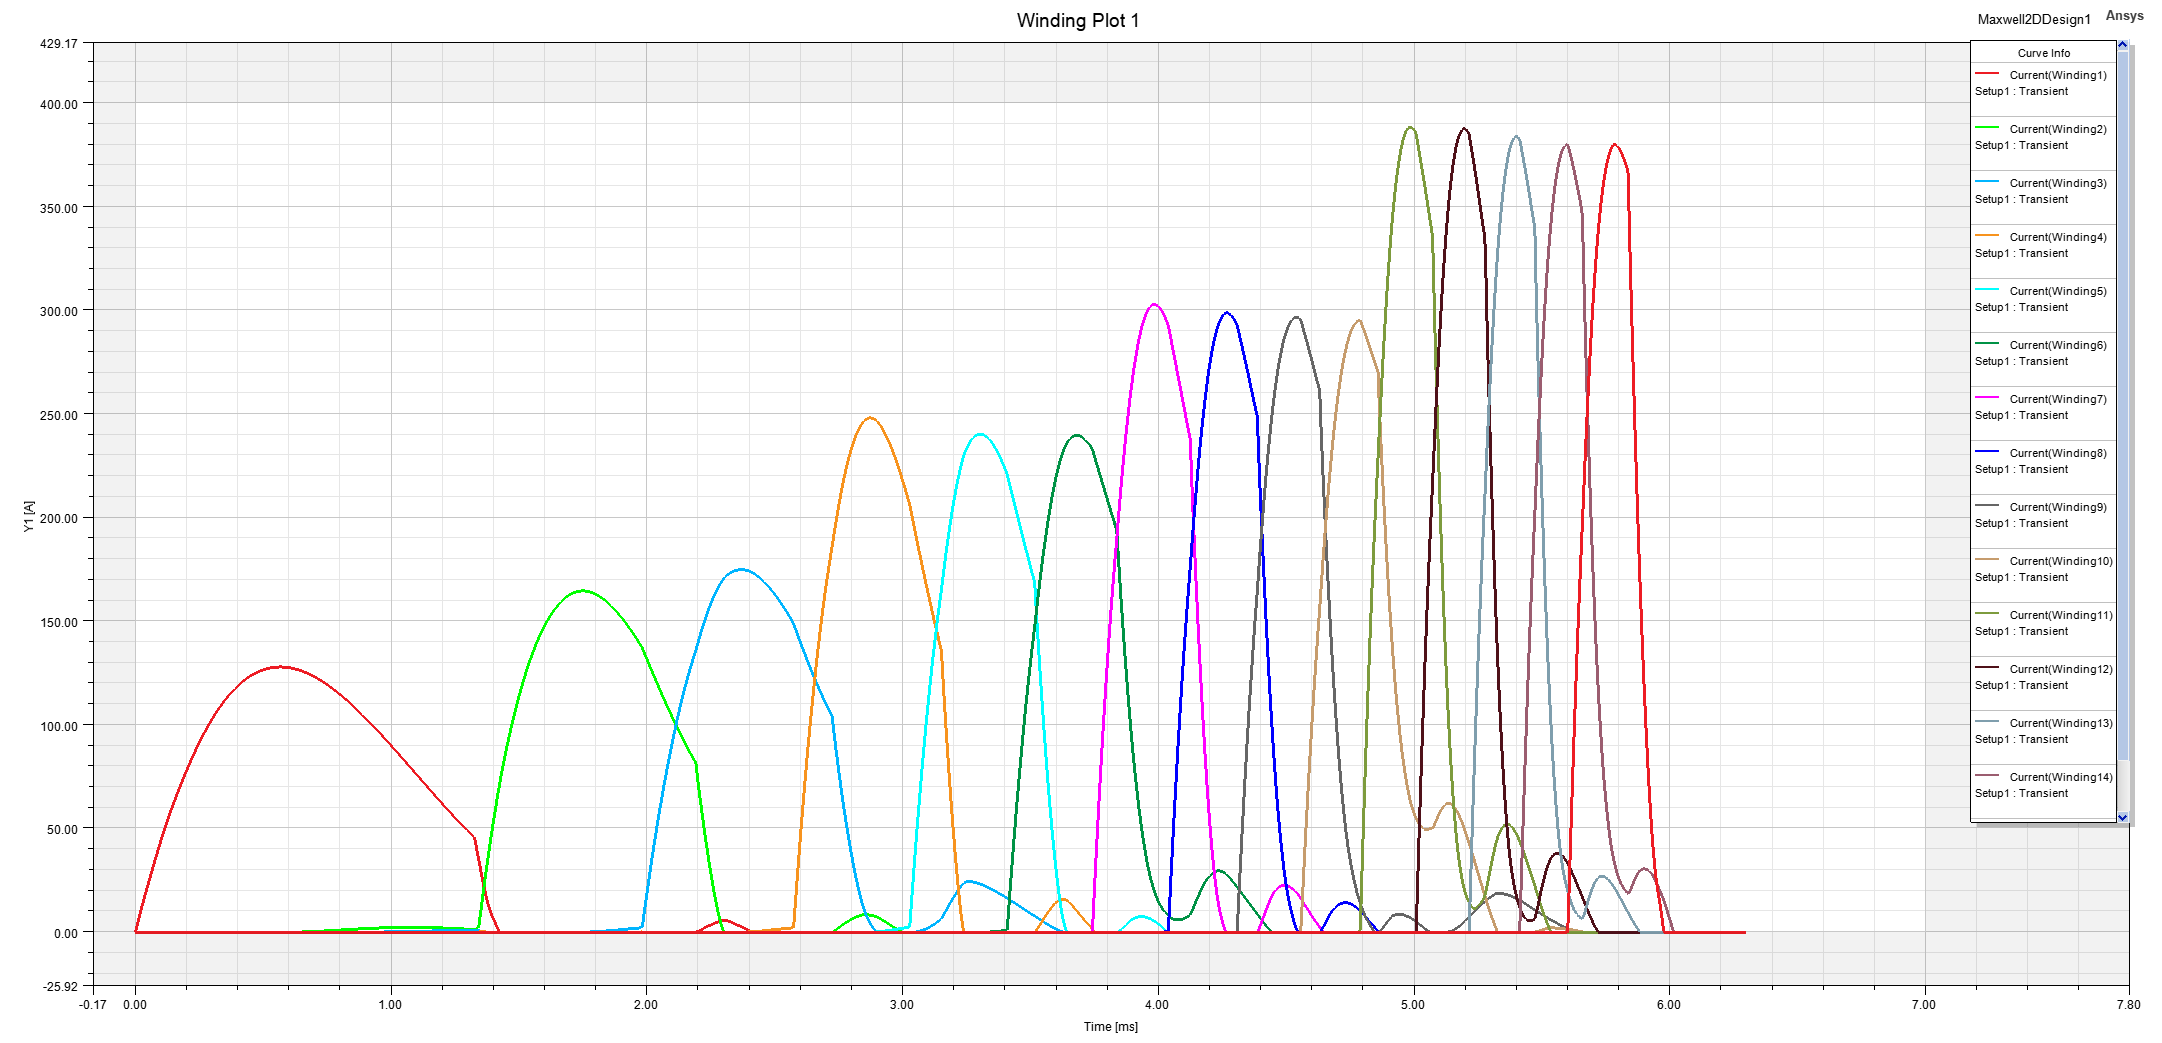 Winding Plot 1
Maxwell2DDesign1
Ansys
429.17
400.00
350.00
300.00
250.00
200.00
150.00
100.00
50.00
0.00
-25.92
Y1 [A]
-0.17
0.00
1.00
2.00
3.00
4.00
5.00
6.00
7.00
7.80
Time [ms]
Curve Info
Current(Winding1)
Setup1 : Transient
Current(Winding2)
Setup1 : Transient
Current(Winding3)
Setup1 : Transient
Current(Winding4)
Setup1 : Transient
Current(Winding5)
Setup1 : Transient
Current(Winding6)
Setup1 : Transient
Current(Winding7)
Setup1 : Transient
Current(Winding8)
Setup1 : Transient
Current(Winding9)
Setup1 : Transient
Current(Winding10)
Setup1 : Transient
Current(Winding11)
Setup1 : Transient
Current(Winding12)
Setup1 : Transient
Current(Winding13)
Setup1 : Transient
Current(Winding14)
Setup1 : Transient